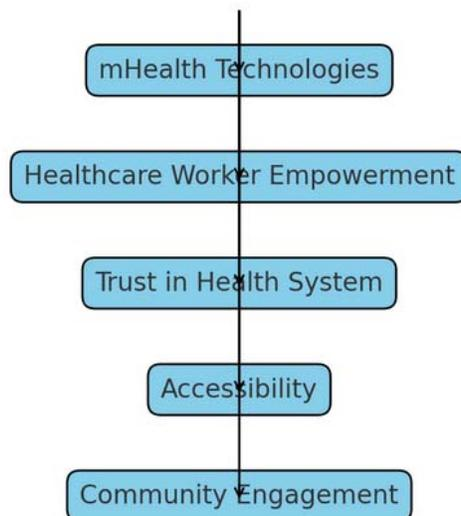 mHealth Technologies
Healthcare Worker Empowerment
Trust in Health System
Accessibility
Community Engagement